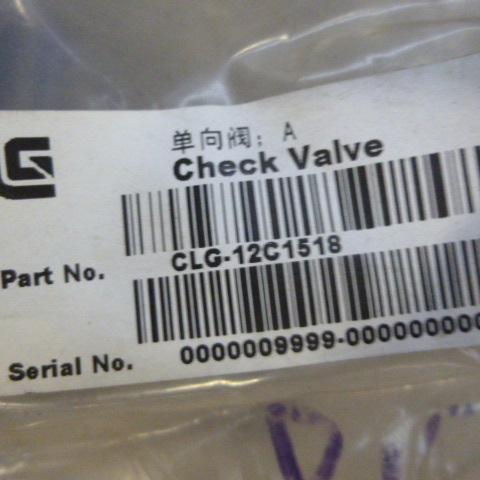 单向阀; A
Check Valve
Part No. CLG-12C1518
Serial No. 0000009999-000000000